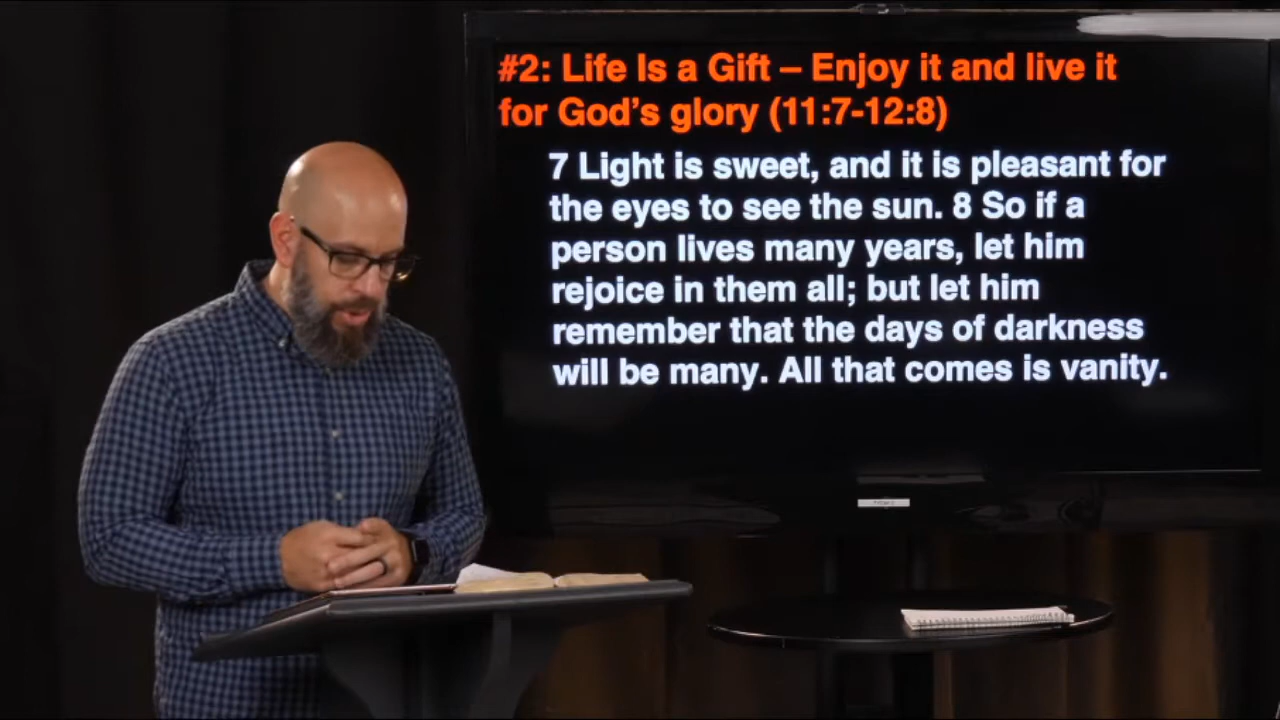 #2: Life Is a Gift – Enjoy it and live it
for God’s glory (11:7-12:8)
7 Light is sweet, and it is pleasant for
the eyes to see the sun. 8 So if a
person lives many years, let him
rejoice in them all; but let him
remember that the days of darkness
will be many. All that comes is vanity.